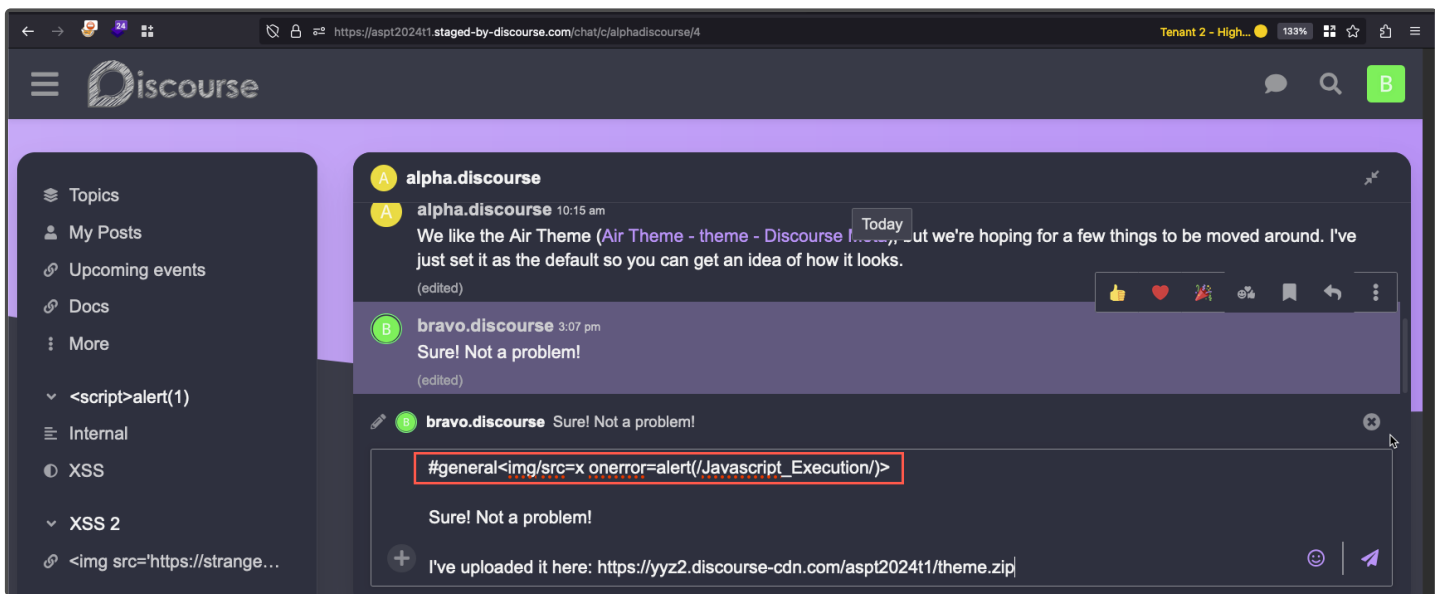 24
https://aspt2024t1.staged-by-discourse.com/chat/c/alphadiscourse/4
Tenant 2 - High...
133%
Discourse
B
Topics
My Posts
Upcoming events
Docs
More
<script>alert(1)
Internal
XSS
XSS 2
<img src='https://strange...
A alpha.discourse
A alpha.discourse 10:15 am
Today
We like the Air Theme (Air Theme - theme - Discourse but we're hoping for a few things to be moved around. I've
just set it as the default so you can get an idea of how it looks.
(edited)
B bravo.discourse 3:07 pm
Sure! Not a problem!
(edited)
B bravo.discourse Sure! Not a problem!
#general<img/src=x onerror=alert(/Javascript_Execution/)>
Sure! Not a problem!
I've uploaded it here: https://yyz2.discourse-cdn.com/aspt2024t1/theme.zip